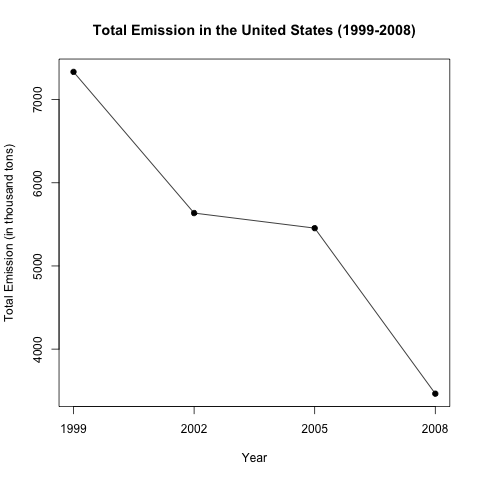 Total Emission in the United States (1999-2008)
Total Emission (in thousand tons)
7000
6000
5000
4000
1999
2002
2005
2008
Year